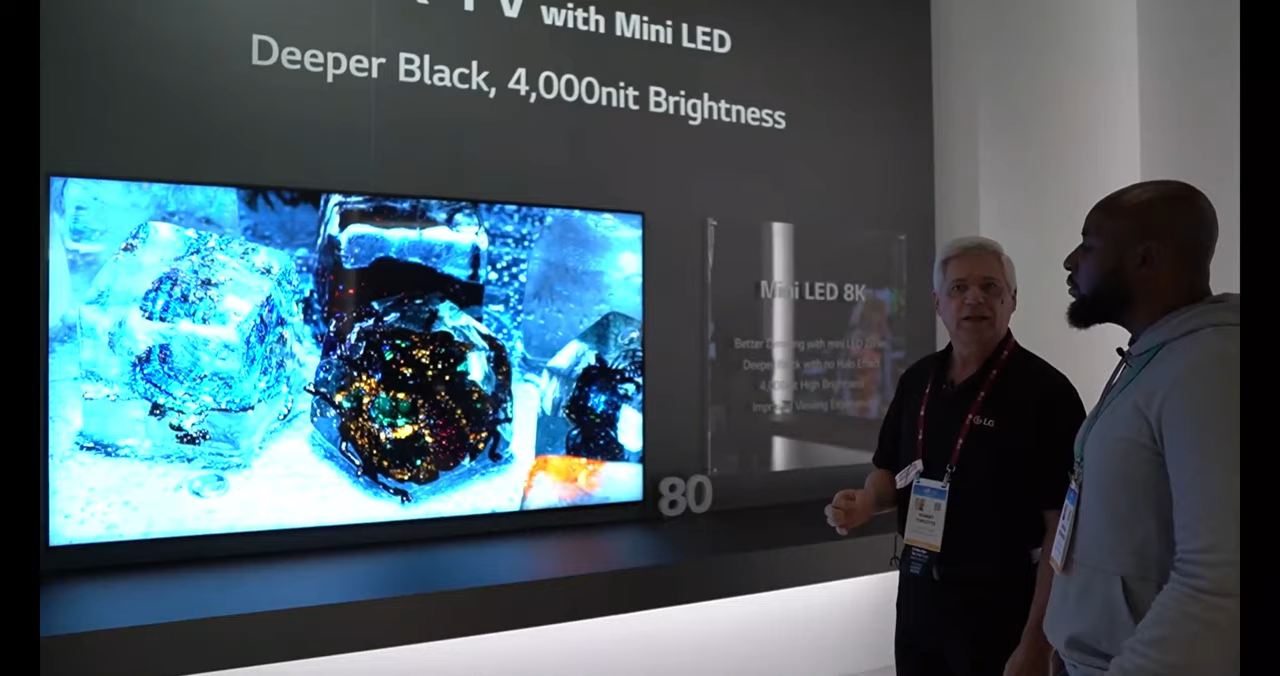 TV with Mini LED
Deeper Black, 4,000nit Brightness
Mini LED 8K
Better Dimming with mini LED
Deeper Black with no Halo Effect
High Brightness
Viewing
80
LG